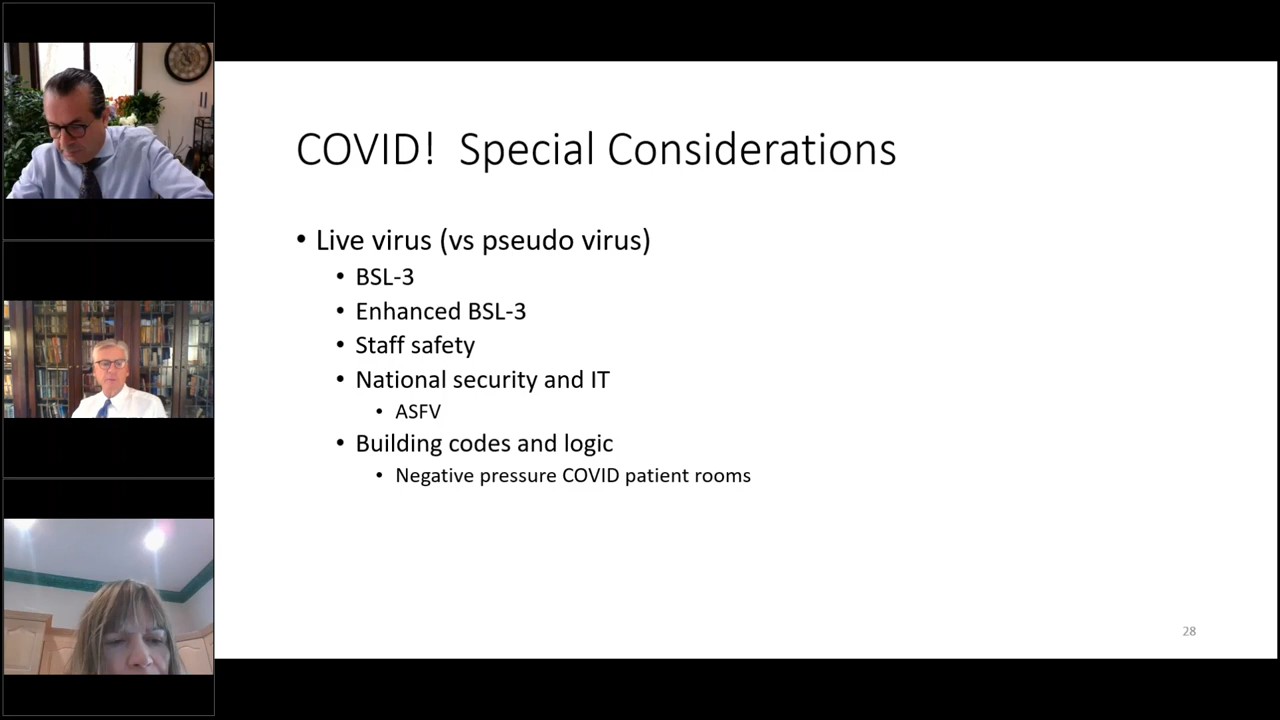 COVID! Special Considerations
• Live virus (vs pseudo virus)
• BSL-3
• Enhanced BSL-3
• Staff safety
• National security and IT
• ASFV
• Building codes and logic
• Negative pressure COVID patient rooms
28